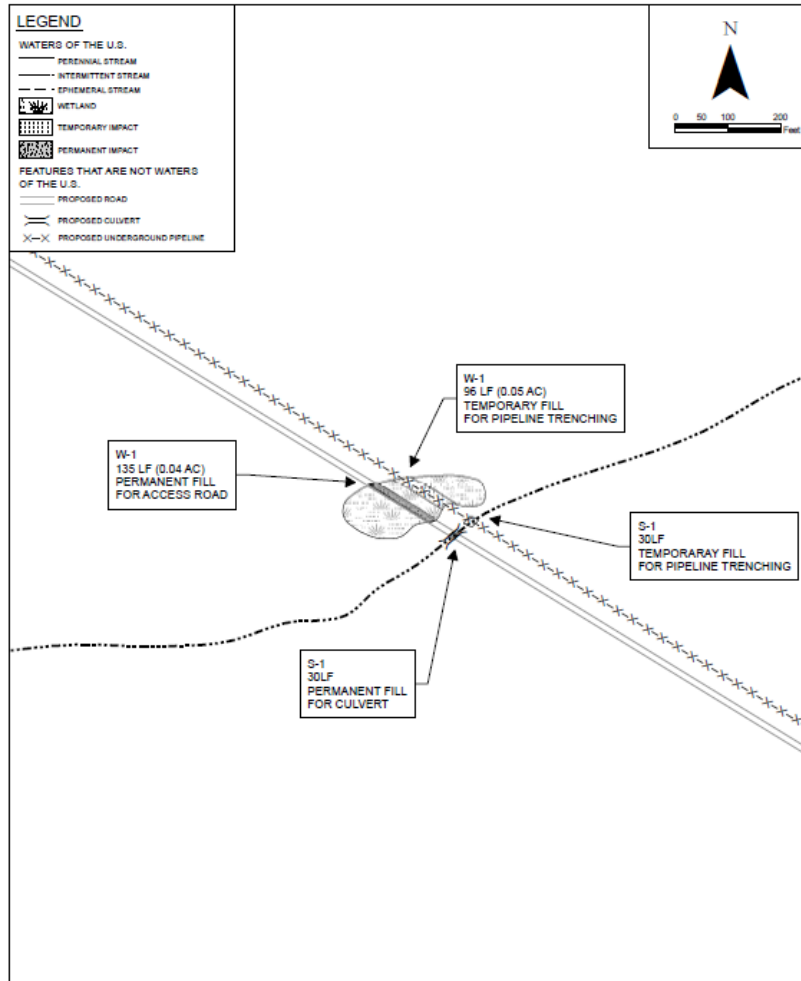 LEGEND
WATERS OF THE U.S.
PERENNIAL STREAM
INTERMITTENT STREAM
EPHEMERAL STREAM
WETLAND
TEMPORARY IMPACT
PERMANENT IMPACT
FEATURES THAT ARE NOT WATERS
OF THE U.S.
PROPOSED ROAD
PROPOSED CULVERT
PROPOSED UNDERGROUND PIPELINE
N
0 50 100 200
Feet
W-1
96 LF (0.05 AC)
TEMPORARY FILL
FOR PIPELINE TRENCHING
W-1
135 LF (0.04 AC)
PERMANENT FILL
FOR ACCESS ROAD
S-1
30LF
TEMPORARAY FILL
FOR PIPELINE TRENCHING
S-1
30LF
PERMANENT FILL
FOR CULVERT